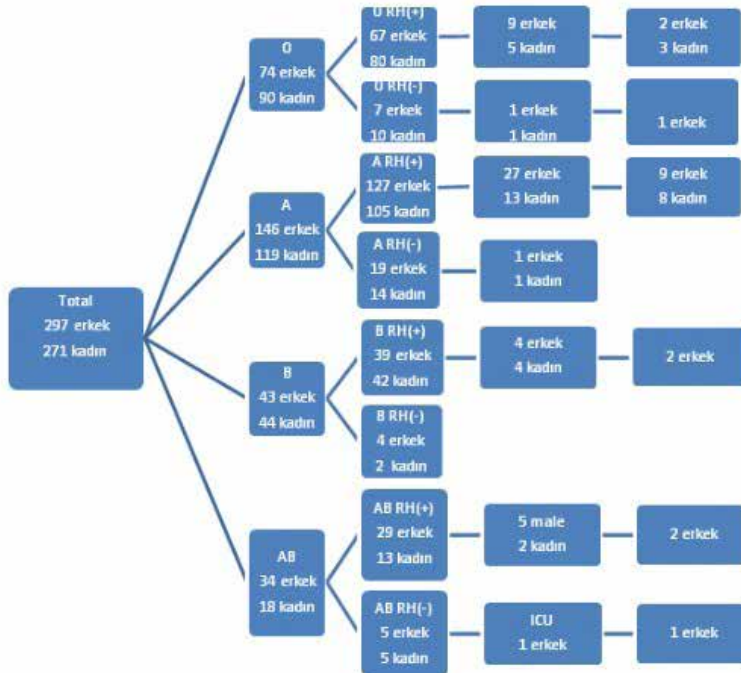 Total
297 erkek
271 kadın
O
74 erkek
90 kadın
O RH(+)
67 erkek
80 kadın
9 erkek
5 kadın
2 erkek
3 kadın
O RH(-)
7 erkek
10 kadın
1 erkek
1 kadın
1 erkek
A
146 erkek
119 kadın
A RH(+)
127 erkek
105 kadın
27 erkek
13 kadın
9 erkek
8 kadın
A RH(-)
19 erkek
14 kadın
1 erkek
1 kadın
B
43 erkek
44 kadın
B RH(+)
39 erkek
42 kadın
4 erkek
4 kadın
2 erkek
B RH(-)
4 erkek
2 kadın
AB
34 erkek
18 kadın
AB RH(+)
29 erkek
13 kadın
5 male
2 kadın
2 erkek
AB RH(-)
5 erkek
5 kadın
ICU
1 erkek
1 erkek